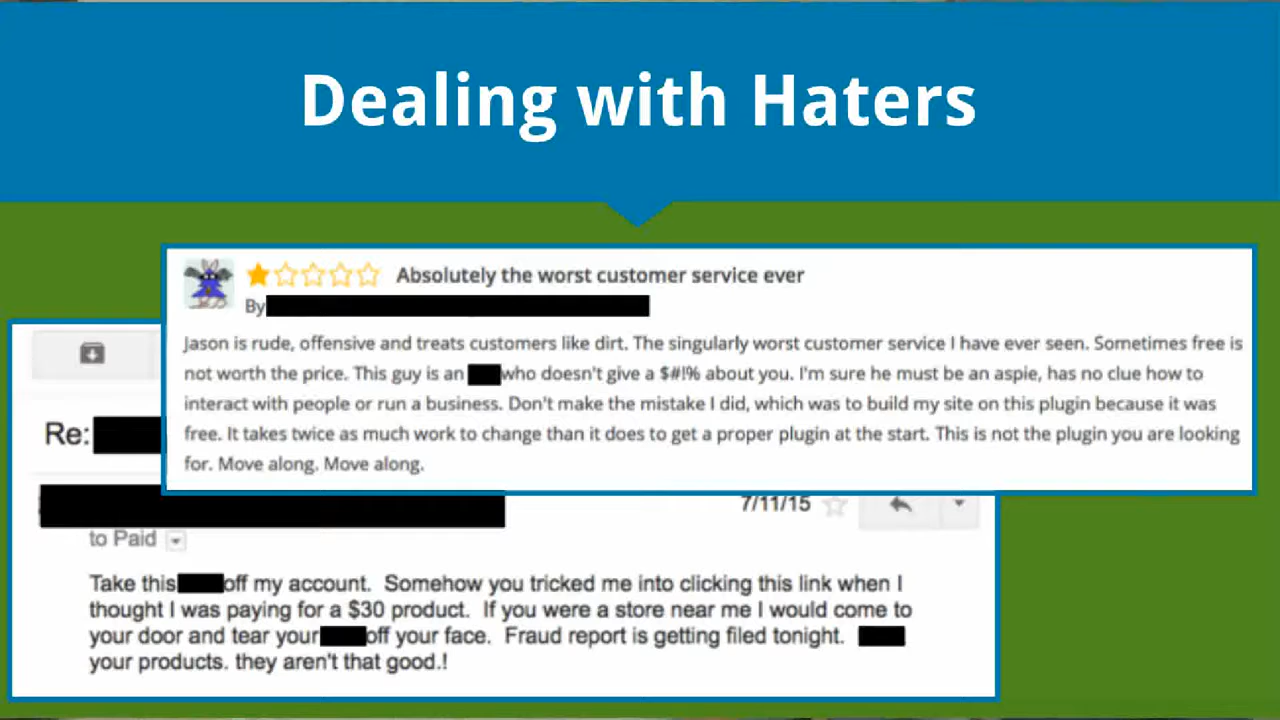 Dealing with Haters
Absolutely the worst customer service ever
By
Jason is rude, offensive and treats customers like dirt. The singularly worst customer service I have ever seen. Sometimes free is
not worth the price. This guy is an who doesn't give a $#!% about you. I'm sure he must be an aspie, has no clue how to
interact with people or run a business. Don't make the mistake I did, which was to build my site on this plugin because it was
free. It takes twice as much work to change than it does to get a proper plugin at the start. This is not the plugin you are looking
for. Move along. Move along.
Re:
7/11/15
to Paid
Take this off my account. Somehow you tricked me into clicking this link when I
thought I was paying for a $30 product. If you were a store near me I would come to
your door and tear your off your face. Fraud report is getting filed tonight.
your products. they aren't that good.!